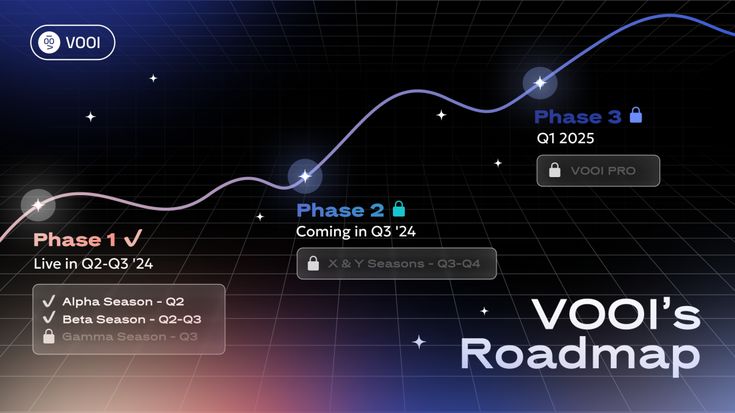 VOOI
Phase 3
Q1 2025
VOOI PRO
Phase 2
Coming in Q3 '24
X & Y Seasons - Q3-Q4
Phase 1
Live in Q2-Q3 '24
Alpha Season - Q2
Beta Season - Q2-Q3
Gamma Season - Q3
VOOI's
Roadmap